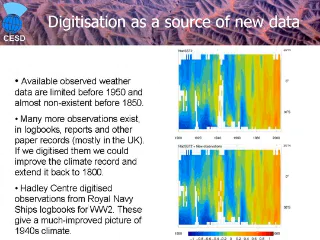 Digitisation as a source of new data
CESD
• Available observed weather
data are limited before 1950 and
almost non-existent before 1850.
• Many more observations exist,
in logbooks, reports and other
paper records (mostly in the UK).
If we digitised them we could
improve the climate record and
extend it back to 1800.
• Hadley Centre digitised
observations from Royal Navy
Ships logbooks for WW2. These
give a much-improved picture of
1940s climate.